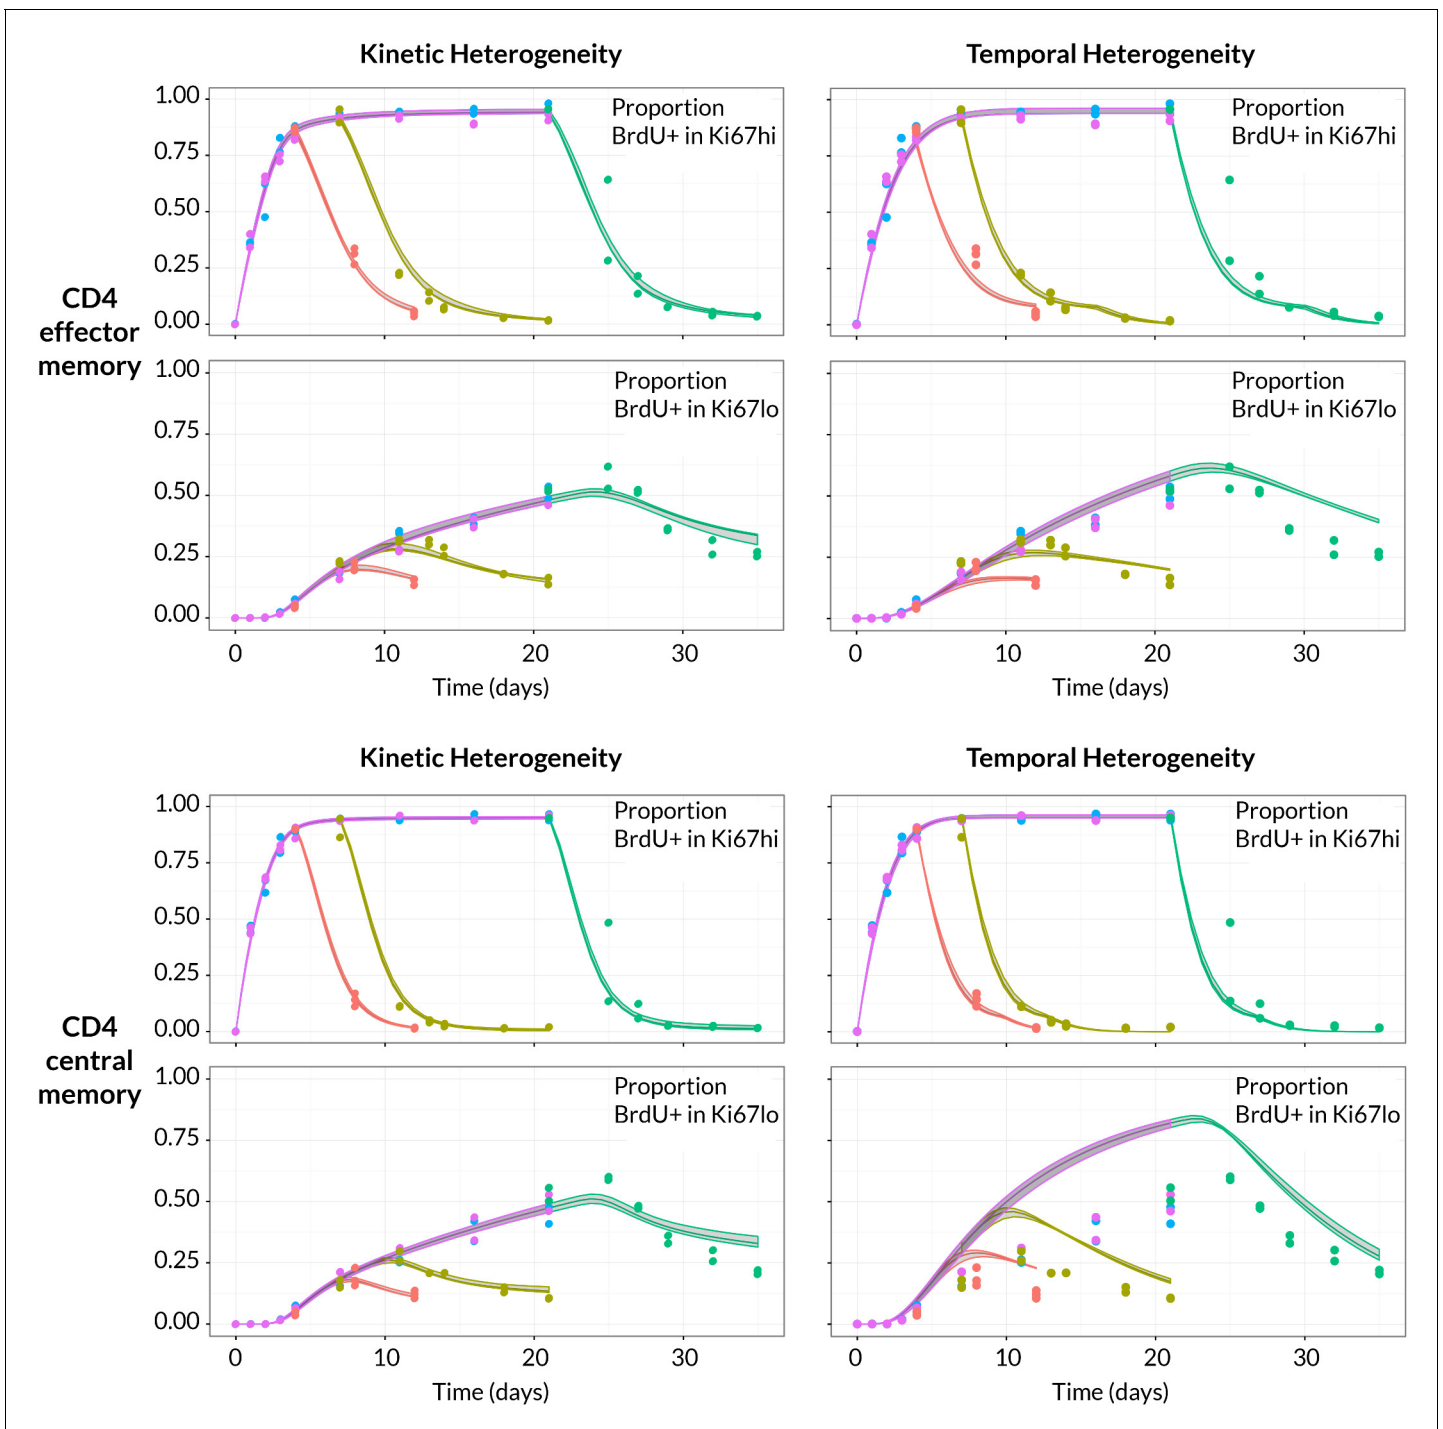 Kinetic Heterogeneity
Temporal Heterogeneity
CD4
effector
memory
1.00
0.75
0.50
0.25
0.00
Proportion
BrdU+ in Ki67hi
Proportion
BrdU+ in Ki67hi
1.00
0.75
0.50
0.25
0.00
Proportion
BrdU+ in Ki67lo
Proportion
BrdU+ in Ki67lo
0 10 20 30
Time (days)
0 10 20 30
Time (days)
Kinetic Heterogeneity
Temporal Heterogeneity
CD4
central
memory
1.00
0.75
0.50
0.25
0.00
Proportion
BrdU+ in Ki67hi
Proportion
BrdU+ in Ki67hi
1.00
0.75
0.50
0.25
0.00
Proportion
BrdU+ in Ki67lo
Proportion
BrdU+ in Ki67lo
0 10 20 30
Time (days)
0 10 20 30
Time (days)